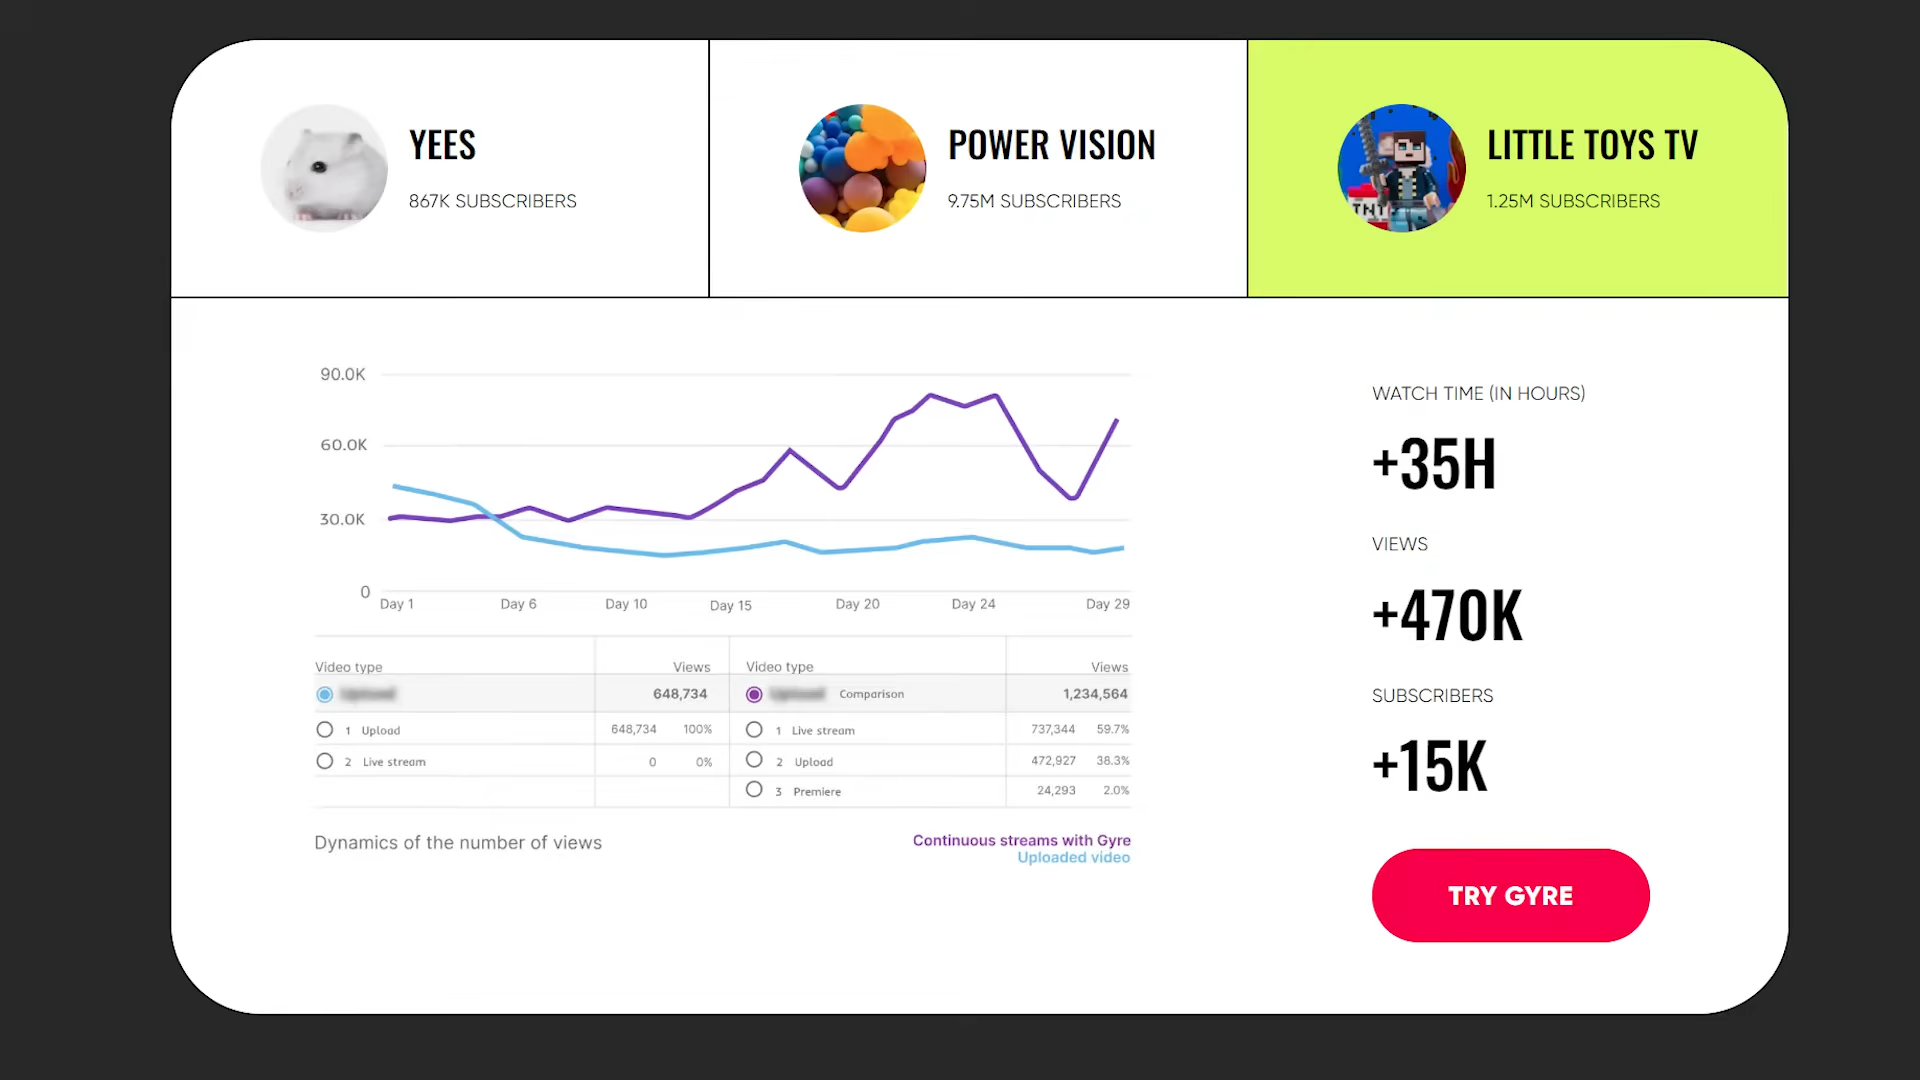 YEES
867K SUBSCRIBERS
POWER VISION
9.75M SUBSCRIBERS
LITTLE TOYS TV
1.25M SUBSCRIBERS
TNT
90.0K
60.0K
30.0K
0
Day 1 Day 6 Day 10 Day 15 Day 20 Day 24 Day 29
Video type Views Video type Views
648,734 Comparison 1,234,564
1 Upload 648,734 100% 1 Live stream 737,344 59.7%
2 Live stream 0 0% 2 Upload 472,927 38.3%
3 Premiere 24,293 2.0%
Dynamics of the number of views
Continuous streams with Gyre
Uploaded video
WATCH TIME (IN HOURS)
+35H
VIEWS
+470K
SUBSCRIBERS
+15K
TRY GYRE